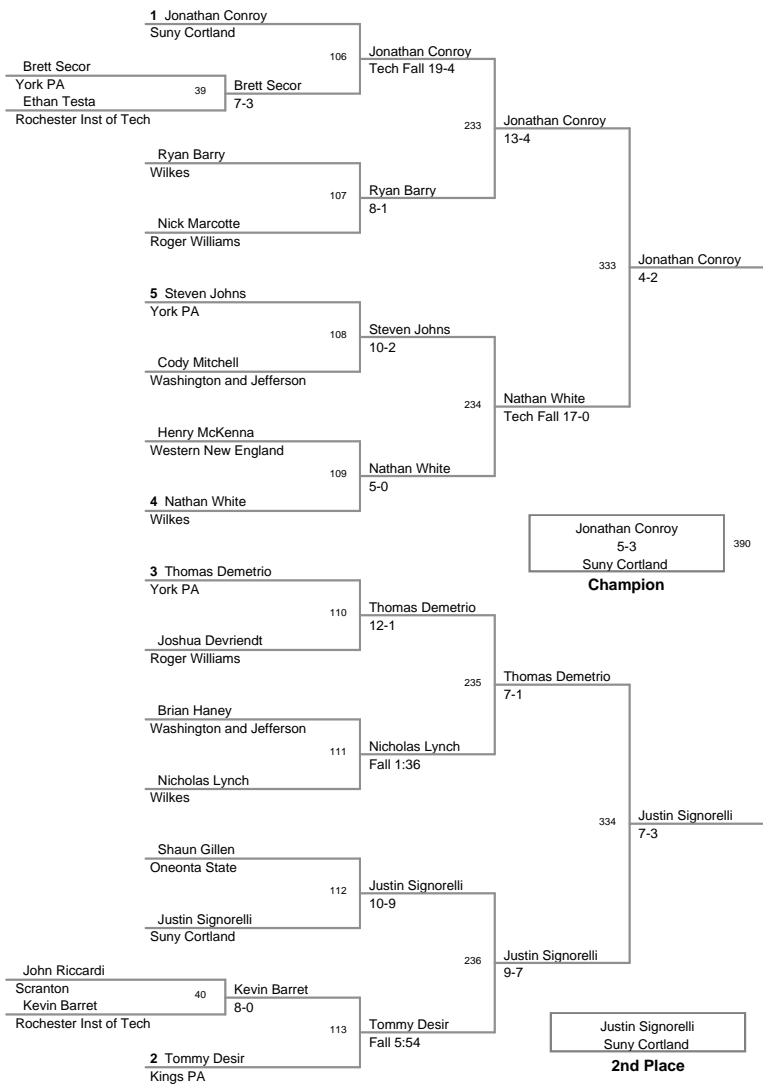 1 Jonathan Conroy
Suny Cortland
106
Jonathan Conroy
Tech Fall 19-4
Brett Secor
York PA
39
Brett Secor
7-3
Ethan Testa
Rochester Inst of Tech
233
Jonathan Conroy
13-4
Ryan Barry
Wilkes
107
Ryan Barry
8-1
Nick Marcotte
Roger Williams
333
Jonathan Conroy
4-2
5 Steven Johns
York PA
108
Steven Johns
10-2
Cody Mitchell
Washington and Jefferson
234
Nathan White
Tech Fall 17-0
Henry McKenna
Western New England
109
Nathan White
5-0
4 Nathan White
Wilkes
Jonathan Conroy
5-3
Suny Cortland
390
Champion
3 Thomas Demetrio
York PA
110
Thomas Demetrio
12-1
Joshua Devriendt
Roger Williams
235
Thomas Demetrio
7-1
Brian Haney
Washington and Jefferson
111
Nicholas Lynch
Fall 1:36
Nicholas Lynch
Wilkes
334
Justin Signorelli
7-3
Shaun Gillen
Oneonta State
112
Justin Signorelli
10-9
Justin Signorelli
Suny Cortland
236
Justin Signorelli
9-7
John Riccardi
Scranton
40
Kevin Barret
8-0
Kevin Barret
Rochester Inst of Tech
113
Tommy Desir
Fall 5:54
2 Tommy Desir
Kings PA
Justin Signorelli
Suny Cortland
2nd Place